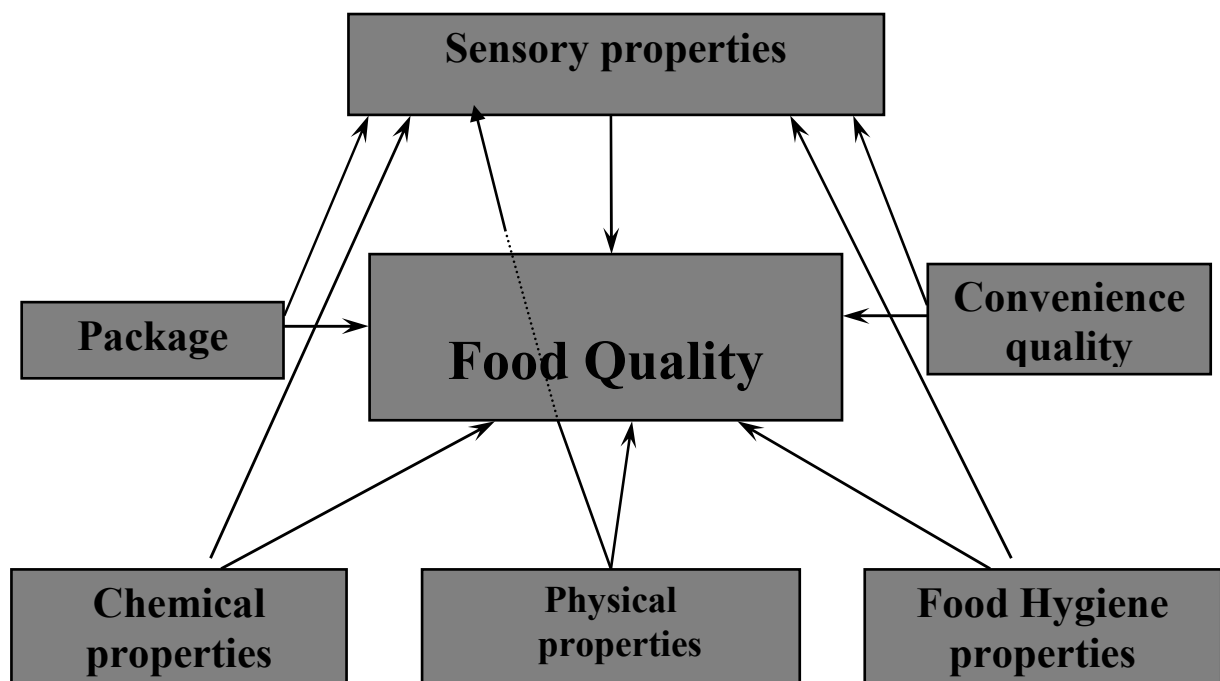 Sensory properties
Package
Food Quality
Convenience
quality
Chemical
properties
Physical
properties
Food Hygiene
properties